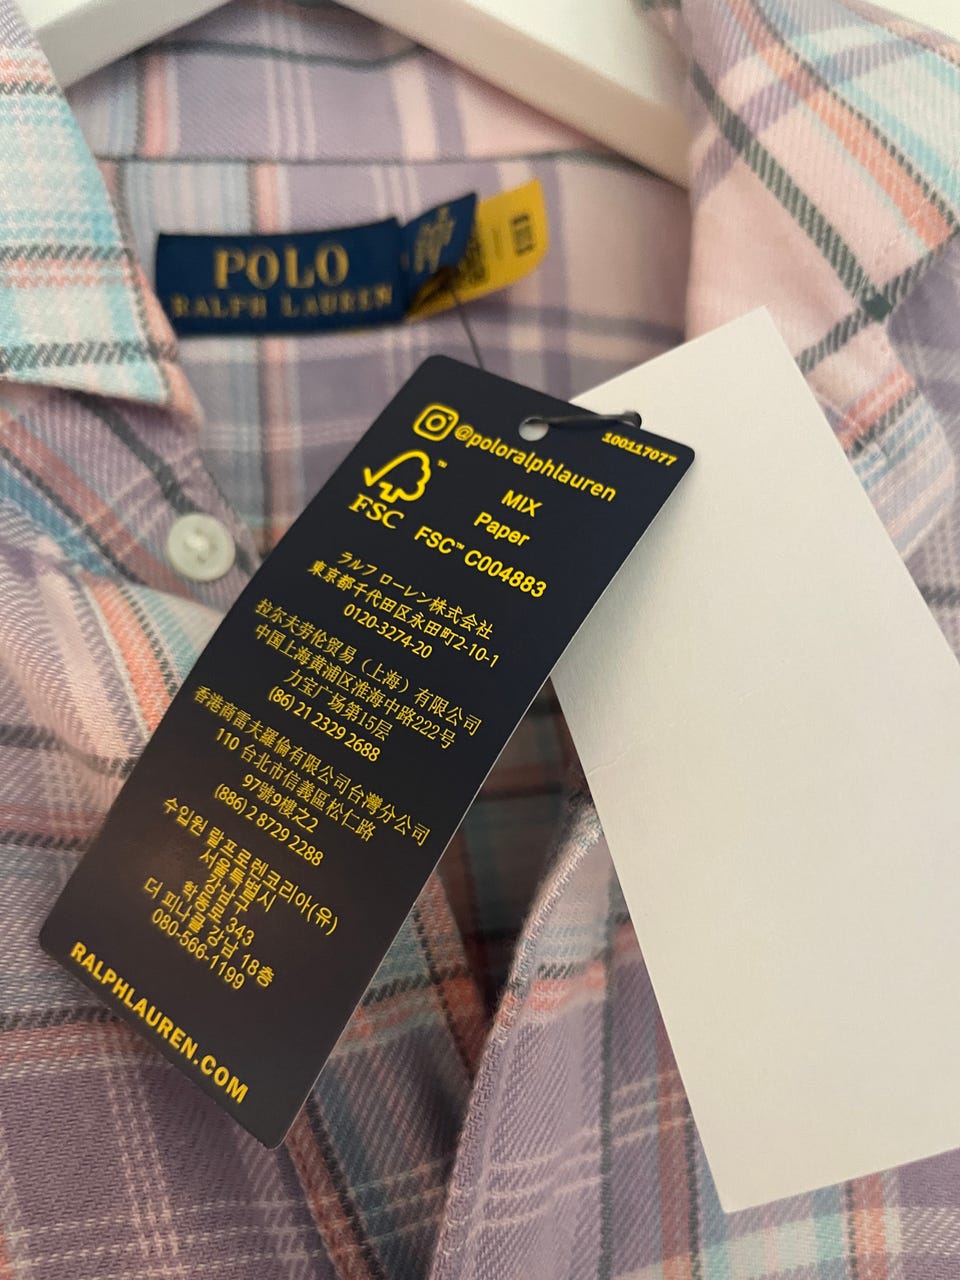 POLO
RALPH LAUREN
@poloralphlauren
100117077
FSC™
MIX
Paper
FSC™ C004883
ラルフ ローレン株式会社
東京都千代田区永田町2-10-1
0120-3274-20
拉尔夫劳伦贸易（上海）有限公司
中国上海黄浦区淮海中路222号
力宝广场第15层
(86) 21 2329 2688
香港商雷夫羅倫有限公司台灣分公司
110 台北市信義區松仁路
97號9樓之2
(886) 2 8729 2288
수입원 랄프로렌코리아(유)
서울특별시
강남구
학동로 343
더 피나클 강남 18층
080-566-1199
RALPHLAUREN.COM